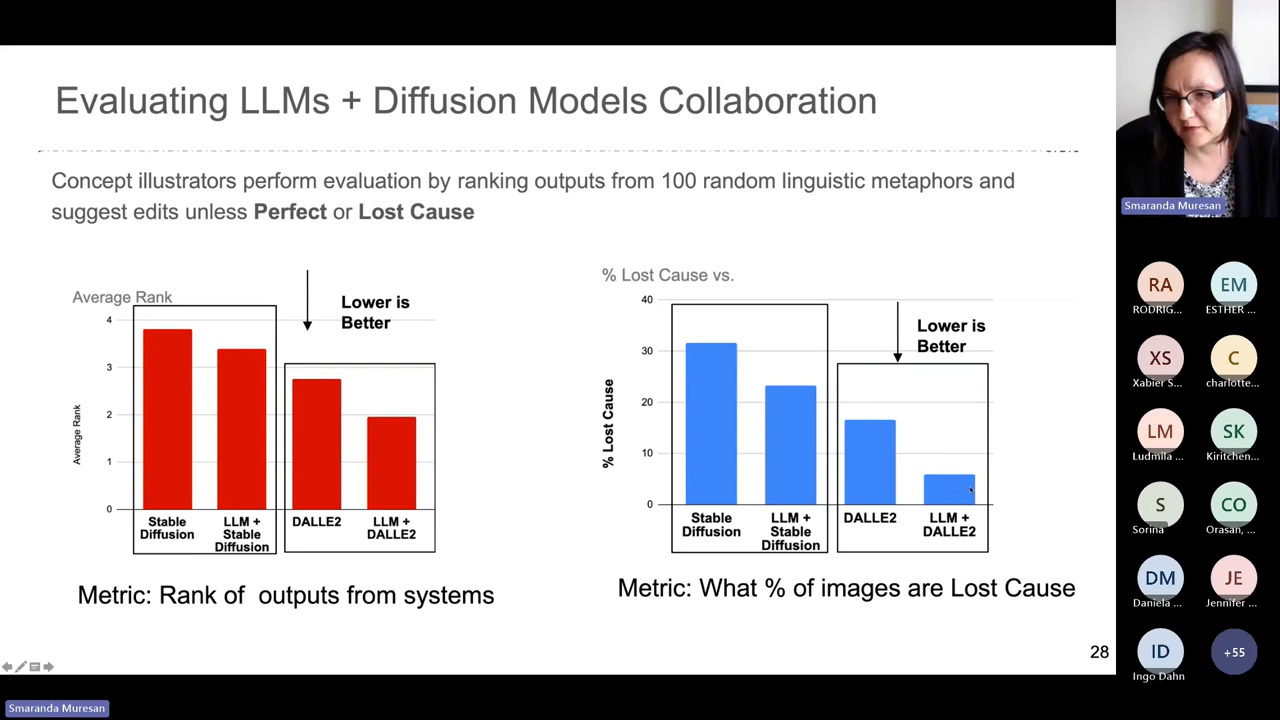 Evaluating LLMs + Diffusion Models Collaboration
Concept illustrators perform evaluation by ranking outputs from 100 random linguistic metaphors and
suggest edits unless Perfect or Lost Cause
Average Rank
Lower is
Better
4
3
2
1
0
Average Rank
Stable
Diffusion
LLM +
Stable
Diffusion
DALLE2
LLM +
DALLE2
Metric: Rank of outputs from systems
% Lost Cause vs.
Lower is
Better
40
30
20
10
0
% Lost Cause
Stable
Diffusion
LLM +
Stable
Diffusion
DALLE2
LLM +
DALLE2
Metric: What % of images are Lost Cause
28
Smaranda Muresan
RA
RODRIG...
EM
ESTHER ...
XS
Xabier S...
C
charlotte...
LM
Ludmila ...
SK
Kiritchen...
S
Sorina
CO
Orasan, ...
DM
Daniela ...
JE
Jennifer ...
ID
Ingo Dahn
+55
Smaranda Muresan